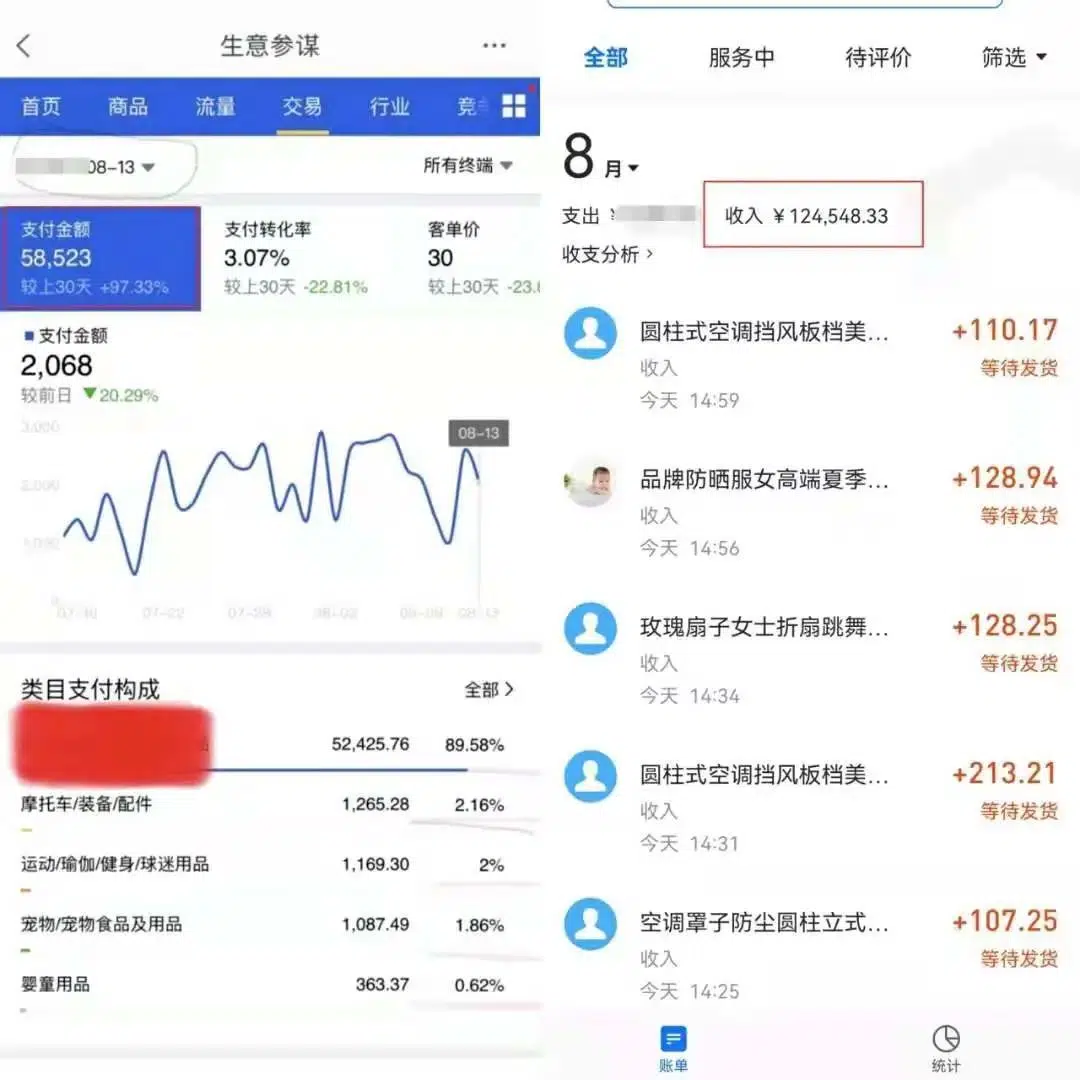 生意参谋
首页 商品 流量 交易 行业 竞
08-13
所有终端
支付金额 支付转化率 客单价
58,523 3.07% 30
较上30天 +97.33% 较上30天 -22.81% 较上30天 -23.
支付金额
2,068
较前日 20.29%
08-13
3,000
2,000
1,000
0
07-22 08-13
类目支付构成 全部
52,425.76 89.58%
摩托车/装备/配件 1,265.28 2.16%
运动/瑜伽/健身/球迷用品 1,169.30 2%
宠物/宠物食品及用品 1,087.49 1.86%
婴童用品 363.37 0.62%
全部 服务中 待评价 筛选
8月
支出 ¥ 收入 ¥124,548.33
收支分析
圆柱式空调挡风板档美... +110.17
收入 等待发货
今天 14:59
品牌防晒服女高端夏季... +128.94
收入 等待发货
今天 14:56
玫瑰扇子女士折扇跳舞... +128.25
收入 等待发货
今天 14:34
圆柱式空调挡风板档美... +213.21
收入 等待发货
今天 14:31
空调罩子防尘圆柱立式... +107.25
收入 等待发货
今天 14:25
账单 统计